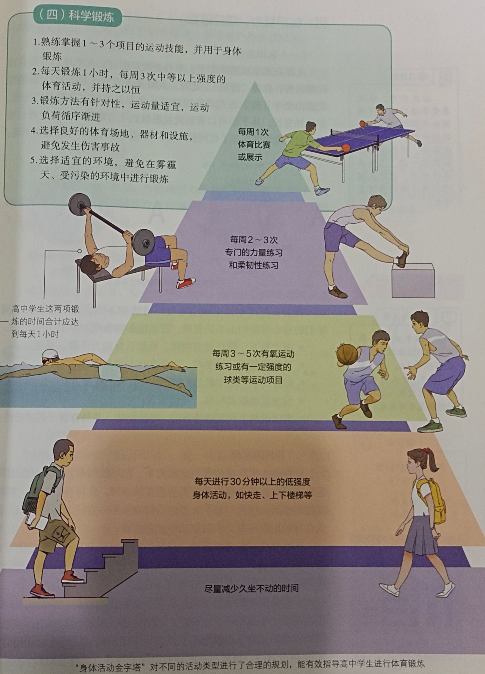 （四）科学锻炼
1.熟练掌握1～3个项目的运动技能，并用于身体
锻炼
2.每天锻炼1小时，每周3次中等以上强度的
体育活动，并持之以恒
3.锻炼方法有针对性，运动量适宜，运动
负荷循序渐进
4.选择良好的体育场地、器材和设施，
避免发生伤害事故
5.选择适宜的环境，避免在雾霾
天、受污染的环境中进行锻炼
每周1次
体育比赛
或展示
每周2～3次
专门的力量练习
和柔韧性练习
高中学生这两项锻
炼的时间合计应达
到每天1小时
每周3～5次有氧运动
练习或有一定强度的
球类等运动项目
每天进行30分钟以上的低强度
身体活动，如快走、上下楼梯等
尽量减少久坐不动的时间
“身体活动金字塔”对不同的活动类型进行了合理的规划，能有效指导高中学生进行体育锻炼